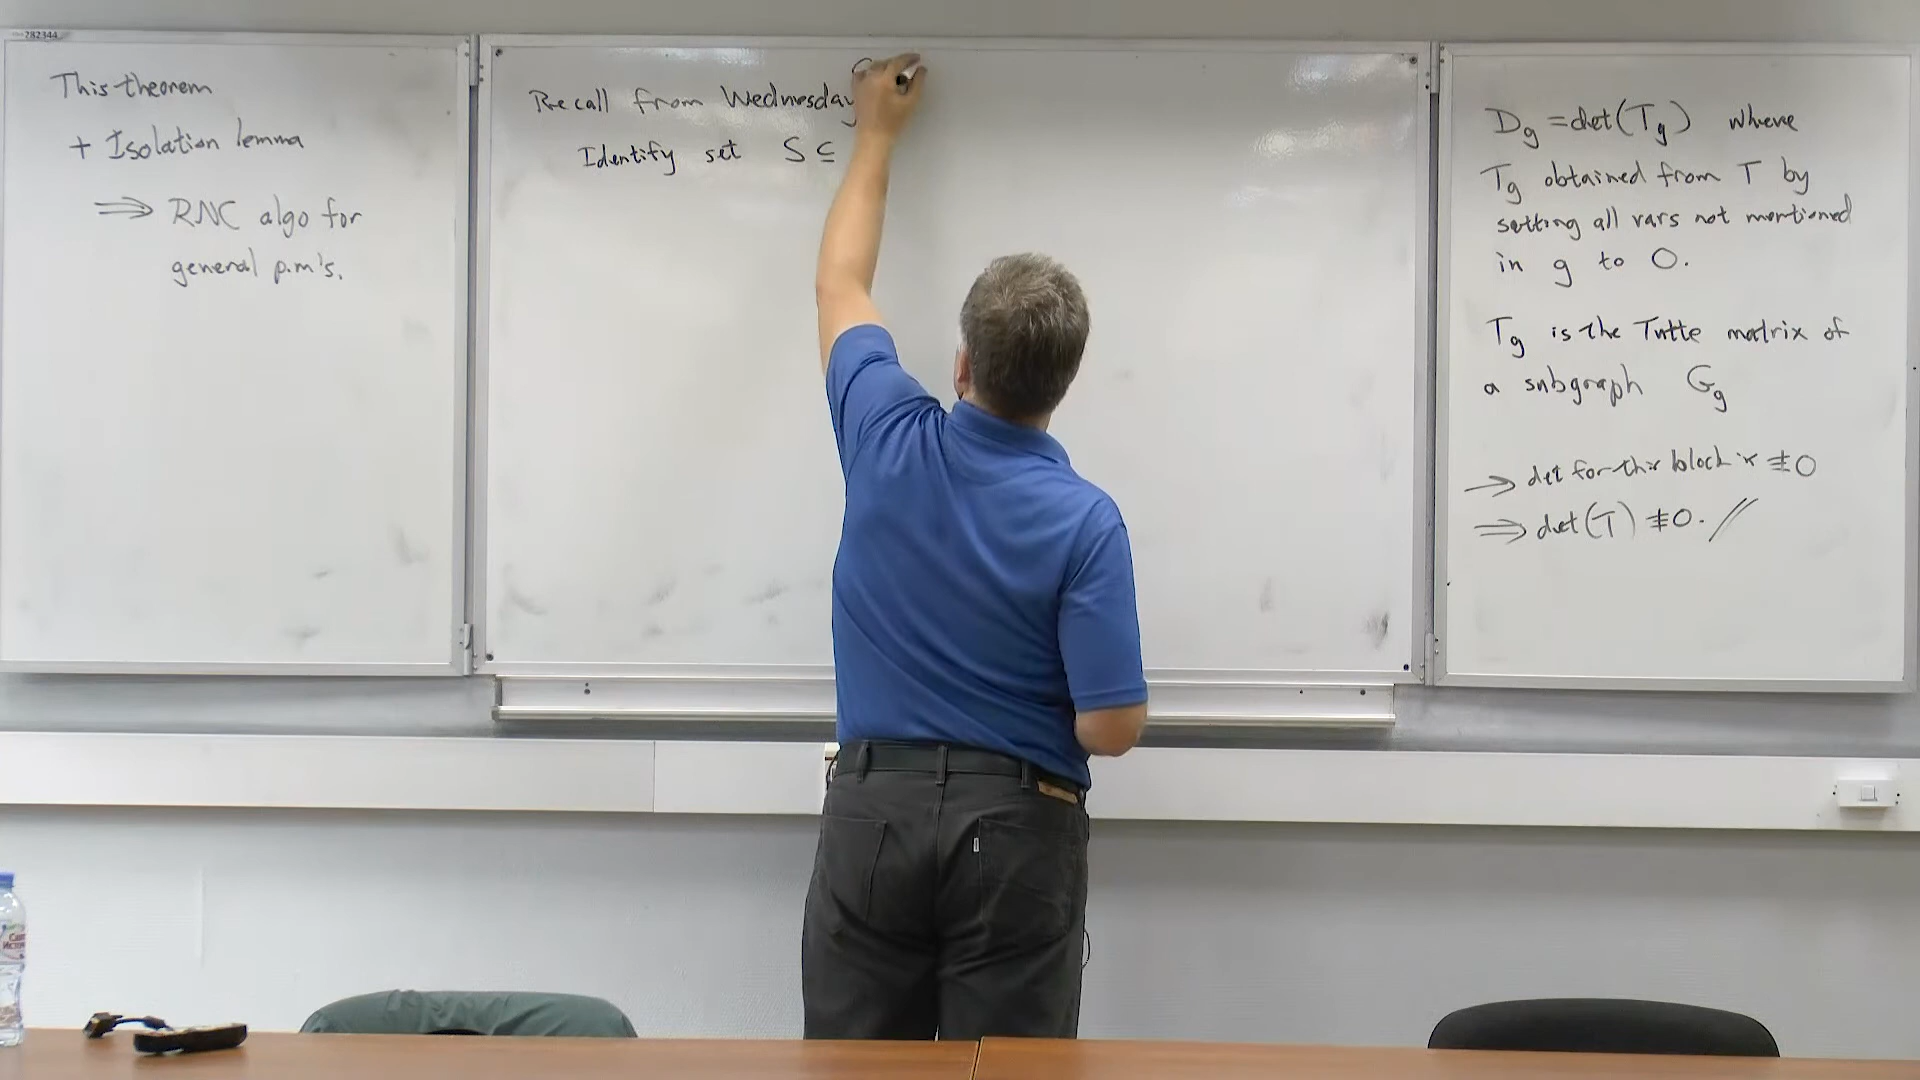 282344
This theorem
+ Isolation lemma
⟹ RNC algo for
general p.m's.
Recall from Wednesday
Identify set S ⊆
D_g = det(T_g) where
T_g obtained from T by
setting all vars not mentioned
in g to 0.
T_g is the Tutte matrix of
a subgraph G_g
→ det for this block is ≢ 0
⟹ det(T) ≢ 0. //